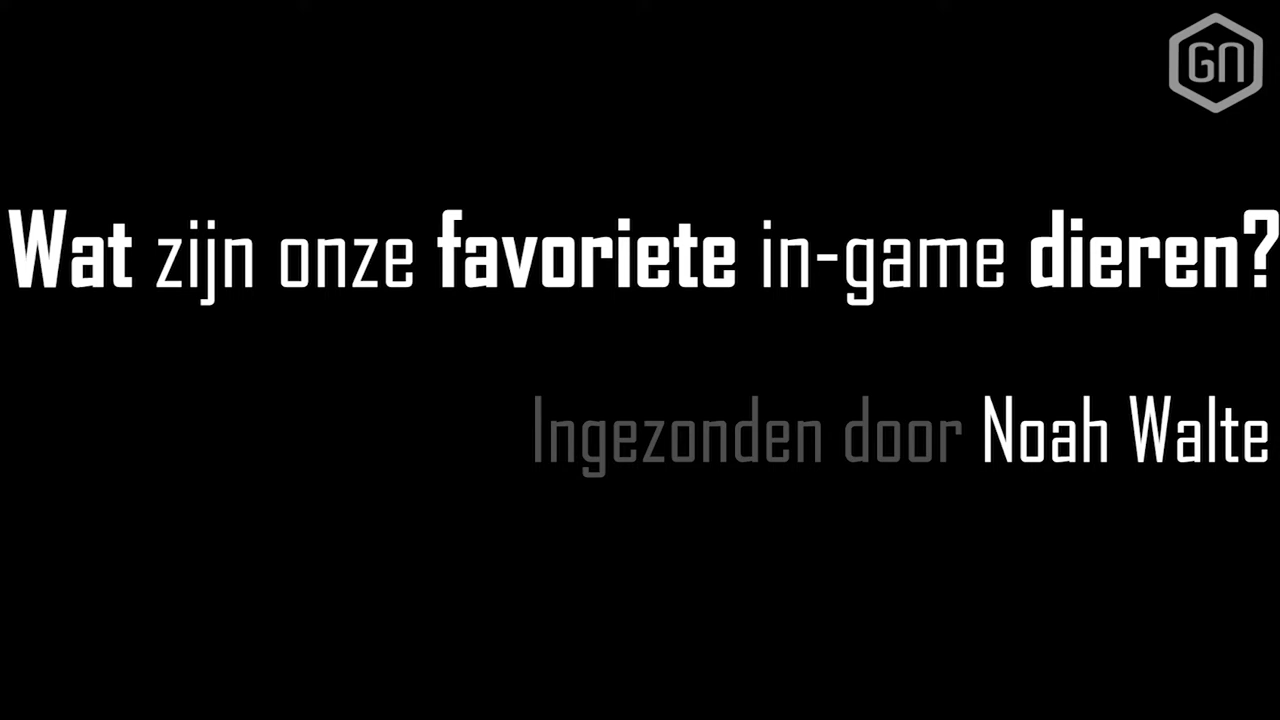 GN
Wat zijn onze favoriete in-game dieren?
Ingezonden door Noah Walte